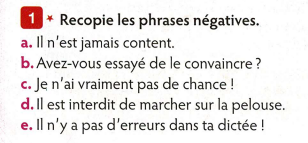 1 * Recopie les phrases négatives.
a. Il n'est jamais content.
b. Avez-vous essayé de le convaincre ?
c. Je n'ai vraiment pas de chance !
d. Il est interdit de marcher sur la pelouse.
e. Il n'y a pas d'erreurs dans ta dictée !